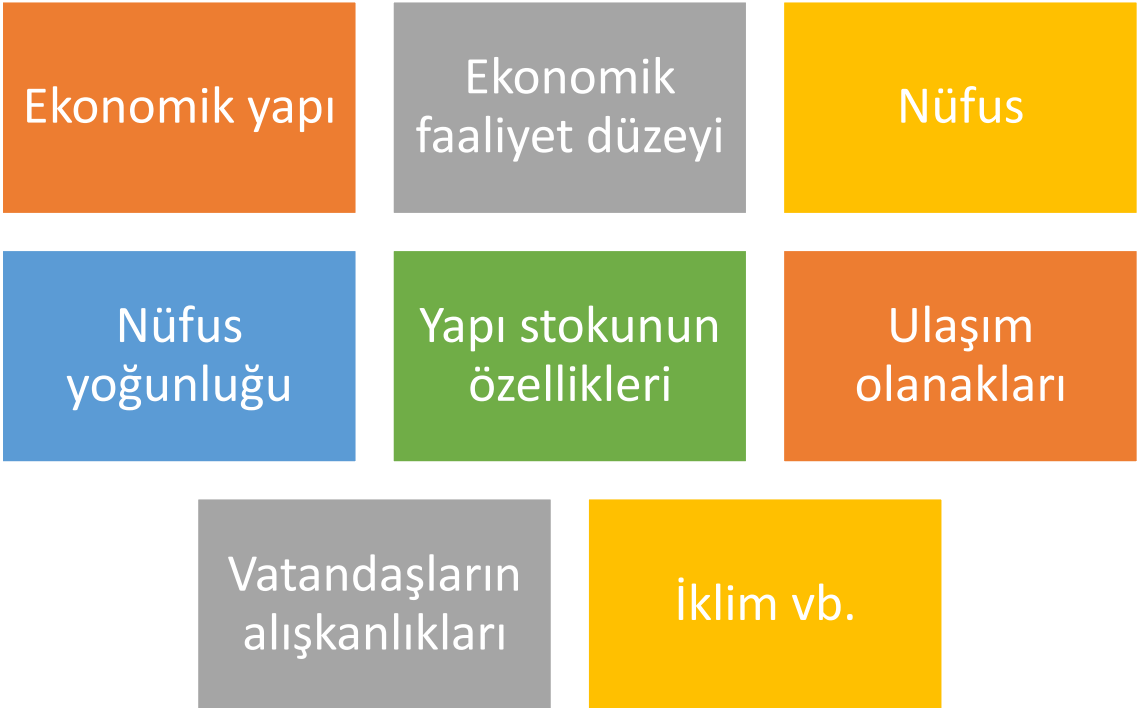 Ekonomik yapı
Ekonomik
faaliyet düzeyi
Nüfus
Nüfus
yoğunluğu
Yapı stokunun
özellikleri
Ulaşım
olanakları
Vatandaşların
alışkanlıkları
İklim vb.